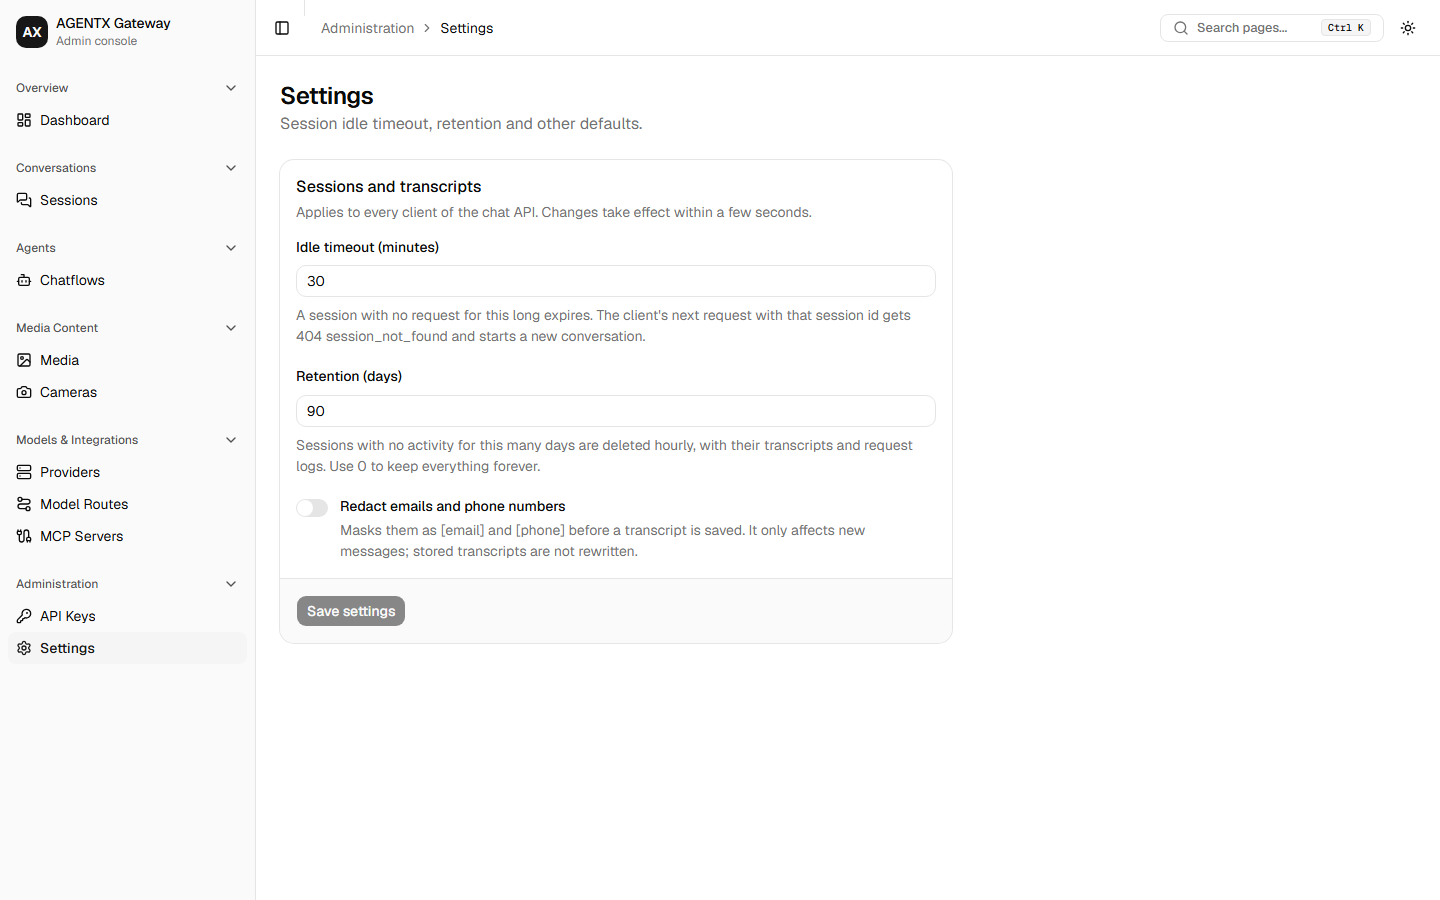 AX
AGENTX Gateway
Admin console
Overview
Dashboard
Conversations
Sessions
Agents
Chatflows
Media Content
Media
Cameras
Models & Integrations
Providers
Model Routes
MCP Servers
Administration
API Keys
Settings
Administration > Settings
Search pages... Ctrl K
Settings
Session idle timeout, retention and other defaults.
Sessions and transcripts
Applies to every client of the chat API. Changes take effect within a few seconds.
Idle timeout (minutes)
30
A session with no request for this long expires. The client's next request with that session id gets
404 session_not_found and starts a new conversation.
Retention (days)
90
Sessions with no activity for this many days are deleted hourly, with their transcripts and request
logs. Use 0 to keep everything forever.
Redact emails and phone numbers
Masks them as [email] and [phone] before a transcript is saved. It only affects new
messages; stored transcripts are not rewritten.
Save settings